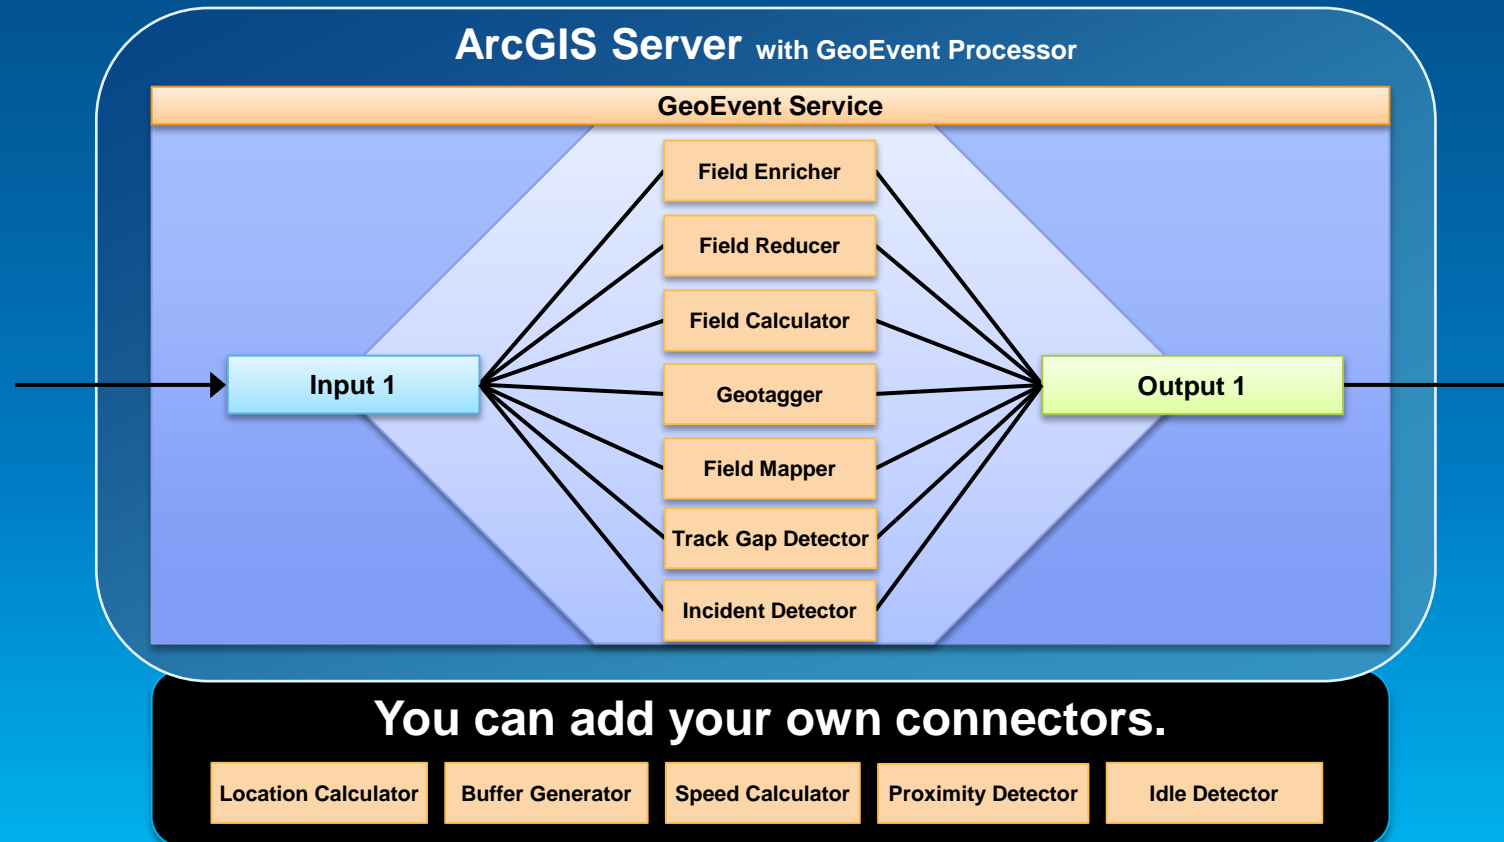 ArcGIS Server with GeoEvent Processor
GeoEvent Service
Field Enricher
Field Reducer
Field Calculator
Input 1
Geotagger
Output 1
Field Mapper
Track Gap Detector
Incident Detector
You can add your own connectors.
Location Calculator
Buffer Generator
Speed Calculator
Proximity Detector
Idle Detector